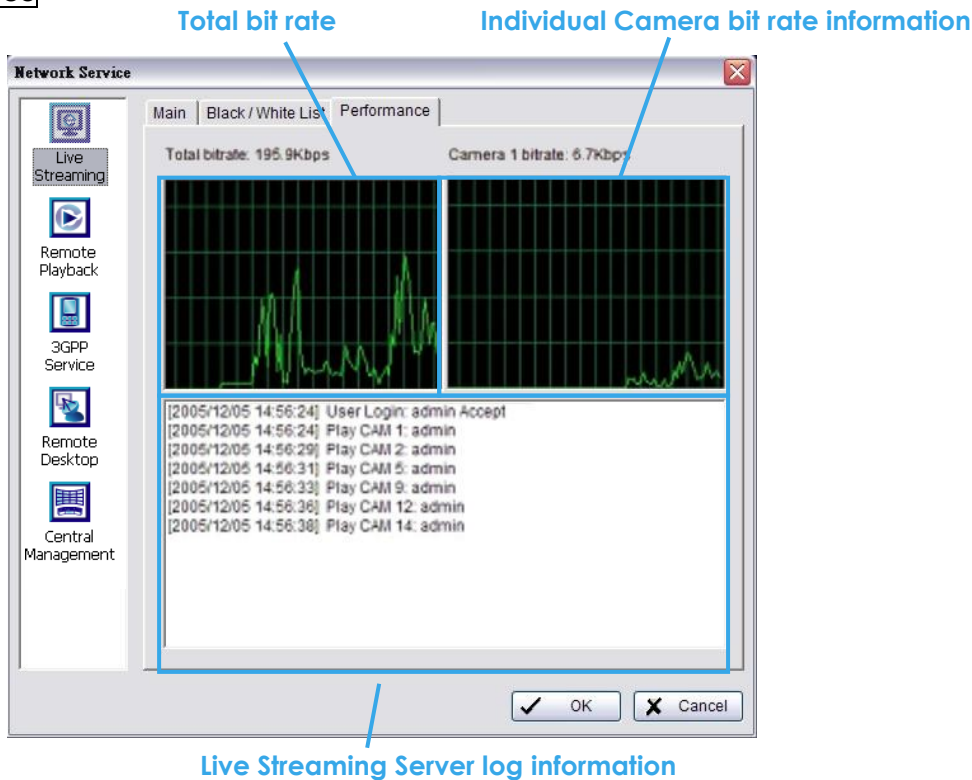 Total bit rate
Individual Camera bit rate information
Network Service
Main
Black / White List
Performance
Live
Streaming
Remote
Playback
3GPP
Service
Remote
Desktop
Central
Management
Total bitrate: 195.9Kbps
Camera 1 bitrate: 6.7Kbps
[2005/12/05 14:56:24] User Login: admin Accept
[2005/12/05 14:56:24] Play CAM 1: admin
[2005/12/05 14:56:29] Play CAM 2: admin
[2005/12/05 14:56:31] Play CAM 5: admin
[2005/12/05 14:56:33] Play CAM 9: admin
[2005/12/05 14:56:36] Play CAM 12: admin
[2005/12/05 14:56:38] Play CAM 14: admin
OK
Cancel
Live Streaming Server log information